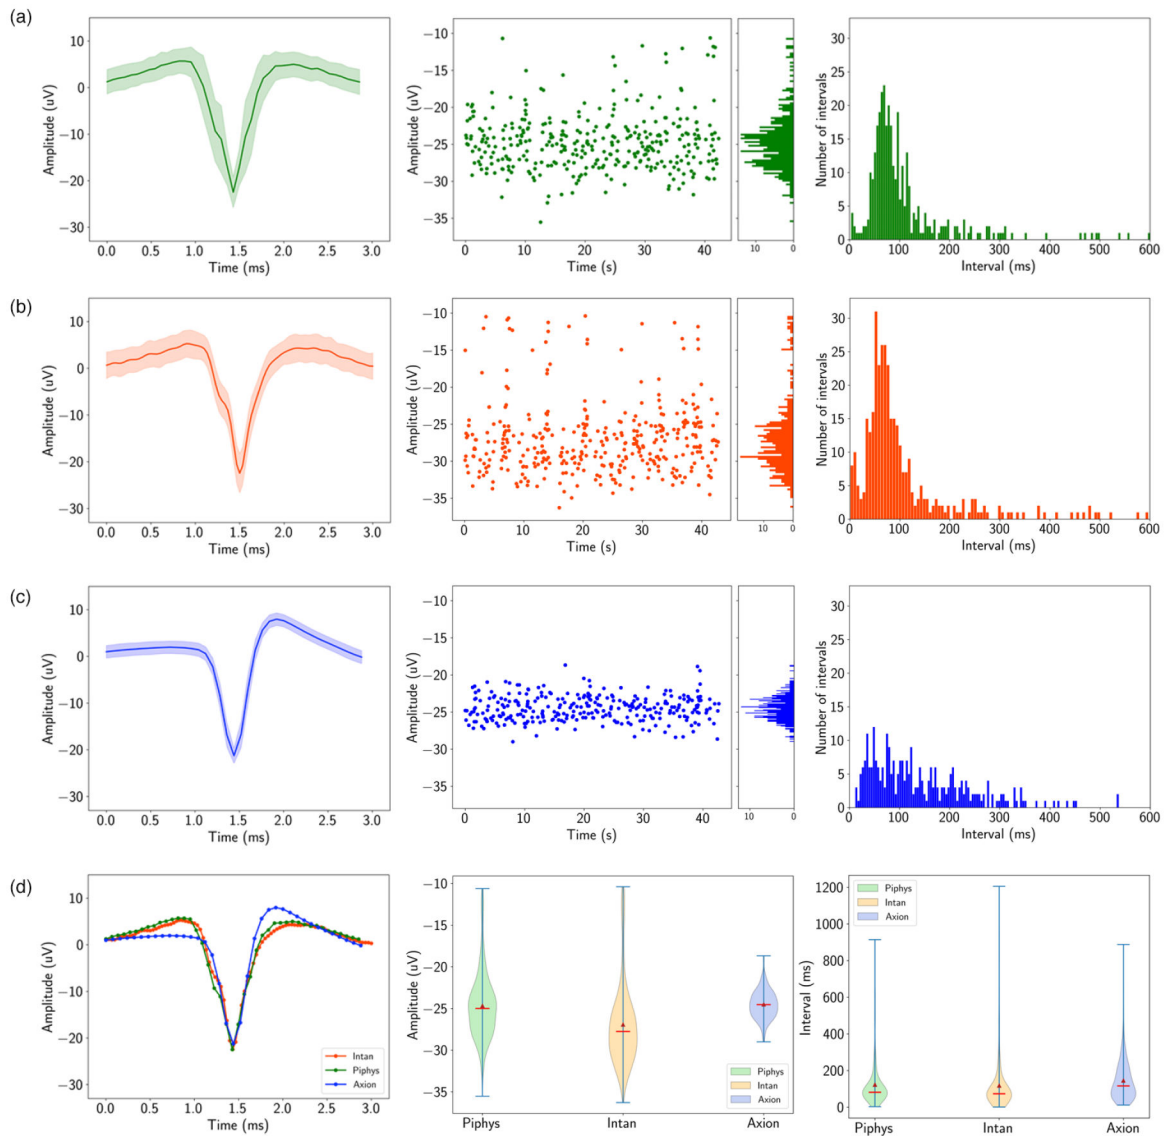 (a)
10
0
−10
−20
−30
Amplitude (uV)
0.0 0.5 1.0 1.5 2.0 2.5 3.0
Time (ms)
−10
−15
−20
−25
−30
−35
Amplitude (uV)
0 10 20 30 40
Time (s)
10 0
30
25
20
15
10
5
0
Number of intervals
0 100 200 300 400 500 600
Interval (ms)
(b)
10
0
−10
−20
−30
Amplitude (uV)
0.0 0.5 1.0 1.5 2.0 2.5 3.0
Time (ms)
−10
−15
−20
−25
−30
−35
Amplitude (uV)
0 10 20 30 40
Time (s)
10 0
30
25
20
15
10
5
0
Number of intervals
0 100 200 300 400 500 600
Interval (ms)
(c)
10
0
−10
−20
−30
Amplitude (uV)
0.0 0.5 1.0 1.5 2.0 2.5 3.0
Time (ms)
−10
−15
−20
−25
−30
−35
Amplitude (uV)
0 10 20 30 40
Time (s)
10 0
30
25
20
15
10
5
0
Number of intervals
0 100 200 300 400 500 600
Interval (ms)
(d)
10
0
−10
−20
−30
Amplitude (uV)
0.0 0.5 1.0 1.5 2.0 2.5 3.0
Time (ms)
Intan
Piphys
Axion
−10
−15
−20
−25
−30
−35
Amplitude (uV)
Piphys
Intan
Axion
Piphys Intan Axion
1200
1000
800
600
400
200
0
Interval (ms)
Piphys
Intan
Axion
Piphys Intan Axion